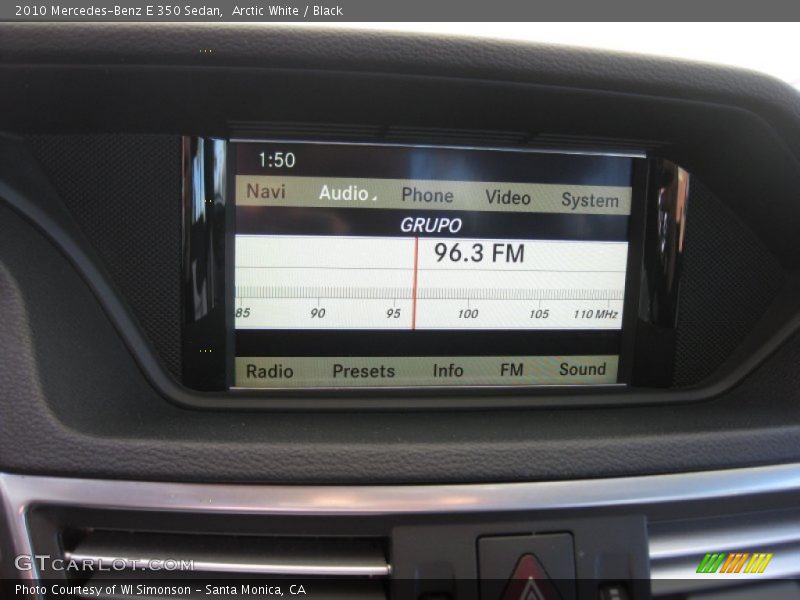 2010 Mercedes-Benz E 350 Sedan, Arctic White / Black
1:50
Navi Audio Phone Video System
GRUPO
96.3 FM
85 90 95 100 105 110 MHz
Radio Presets Info FM Sound
GTCARLOT.COM
Photo Courtesy of WI Simonson - Santa Monica, CA